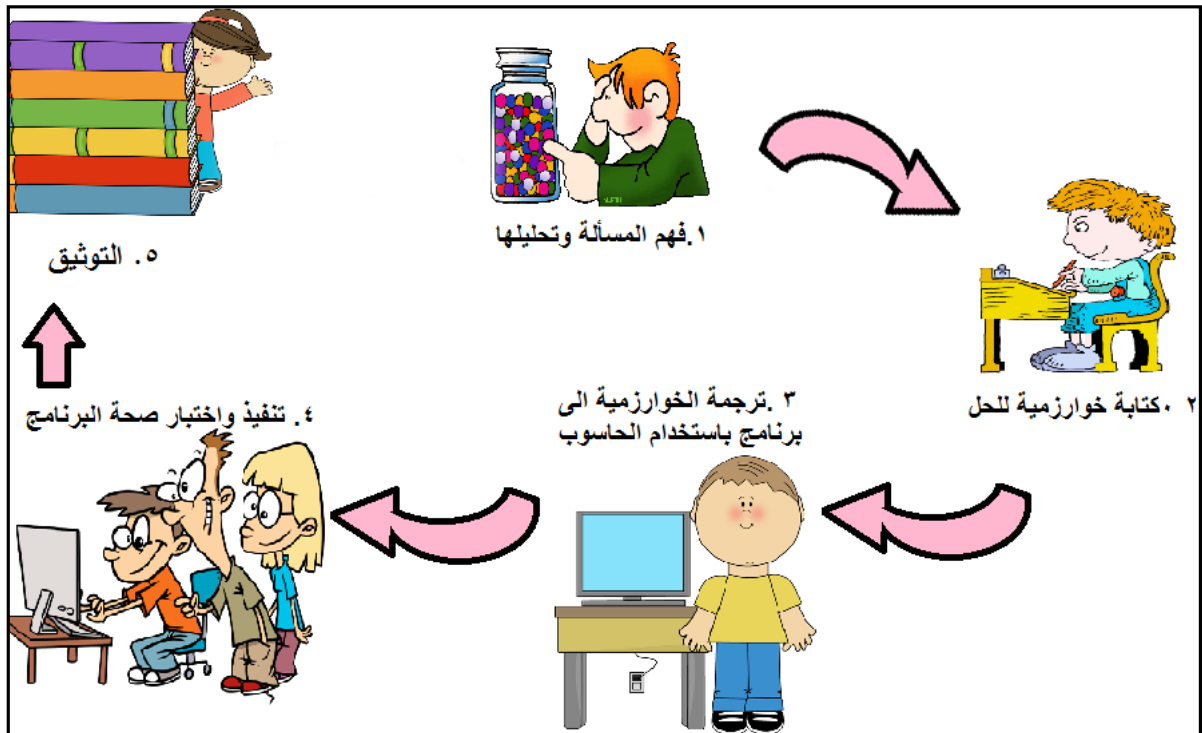 ١.فهم المسألة وتحليلها
٢ .كتابة خوارزمية للحل
٣ .ترجمة الخوارزمية الى
برنامج باستخدام الحاسوب
٤. تنفيذ واختبار صحة البرنامج
٥. التوثيق